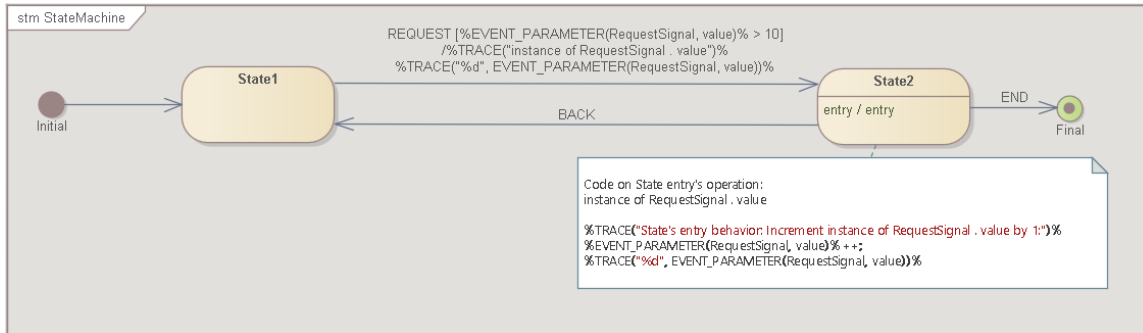 stm StateMachine
REQUEST [%EVENT_PARAMETER(RequestSignal, value)% > 10]
/%TRACE("instance of RequestSignal . value")%
%TRACE("%d", EVENT_PARAMETER(RequestSignal, value))%
State1
State2
entry / entry
Initial
BACK
END
Final
Code on State entry's operation:
instance of RequestSignal . value
%TRACE("State's entry behavior: Increment instance of RequestSignal . value by 1:")%
%EVENT_PARAMETER(RequestSignal, value)% ++;
%TRACE("%d", EVENT_PARAMETER(RequestSignal, value))%